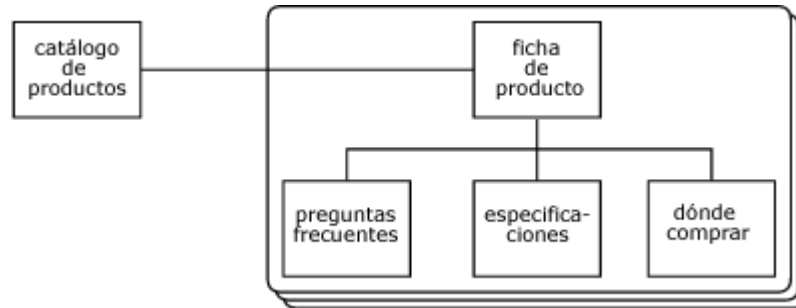 catálogo
de
productos
ficha
de
producto
preguntas
frecuentes
especifica-
ciones
dónde
comprar